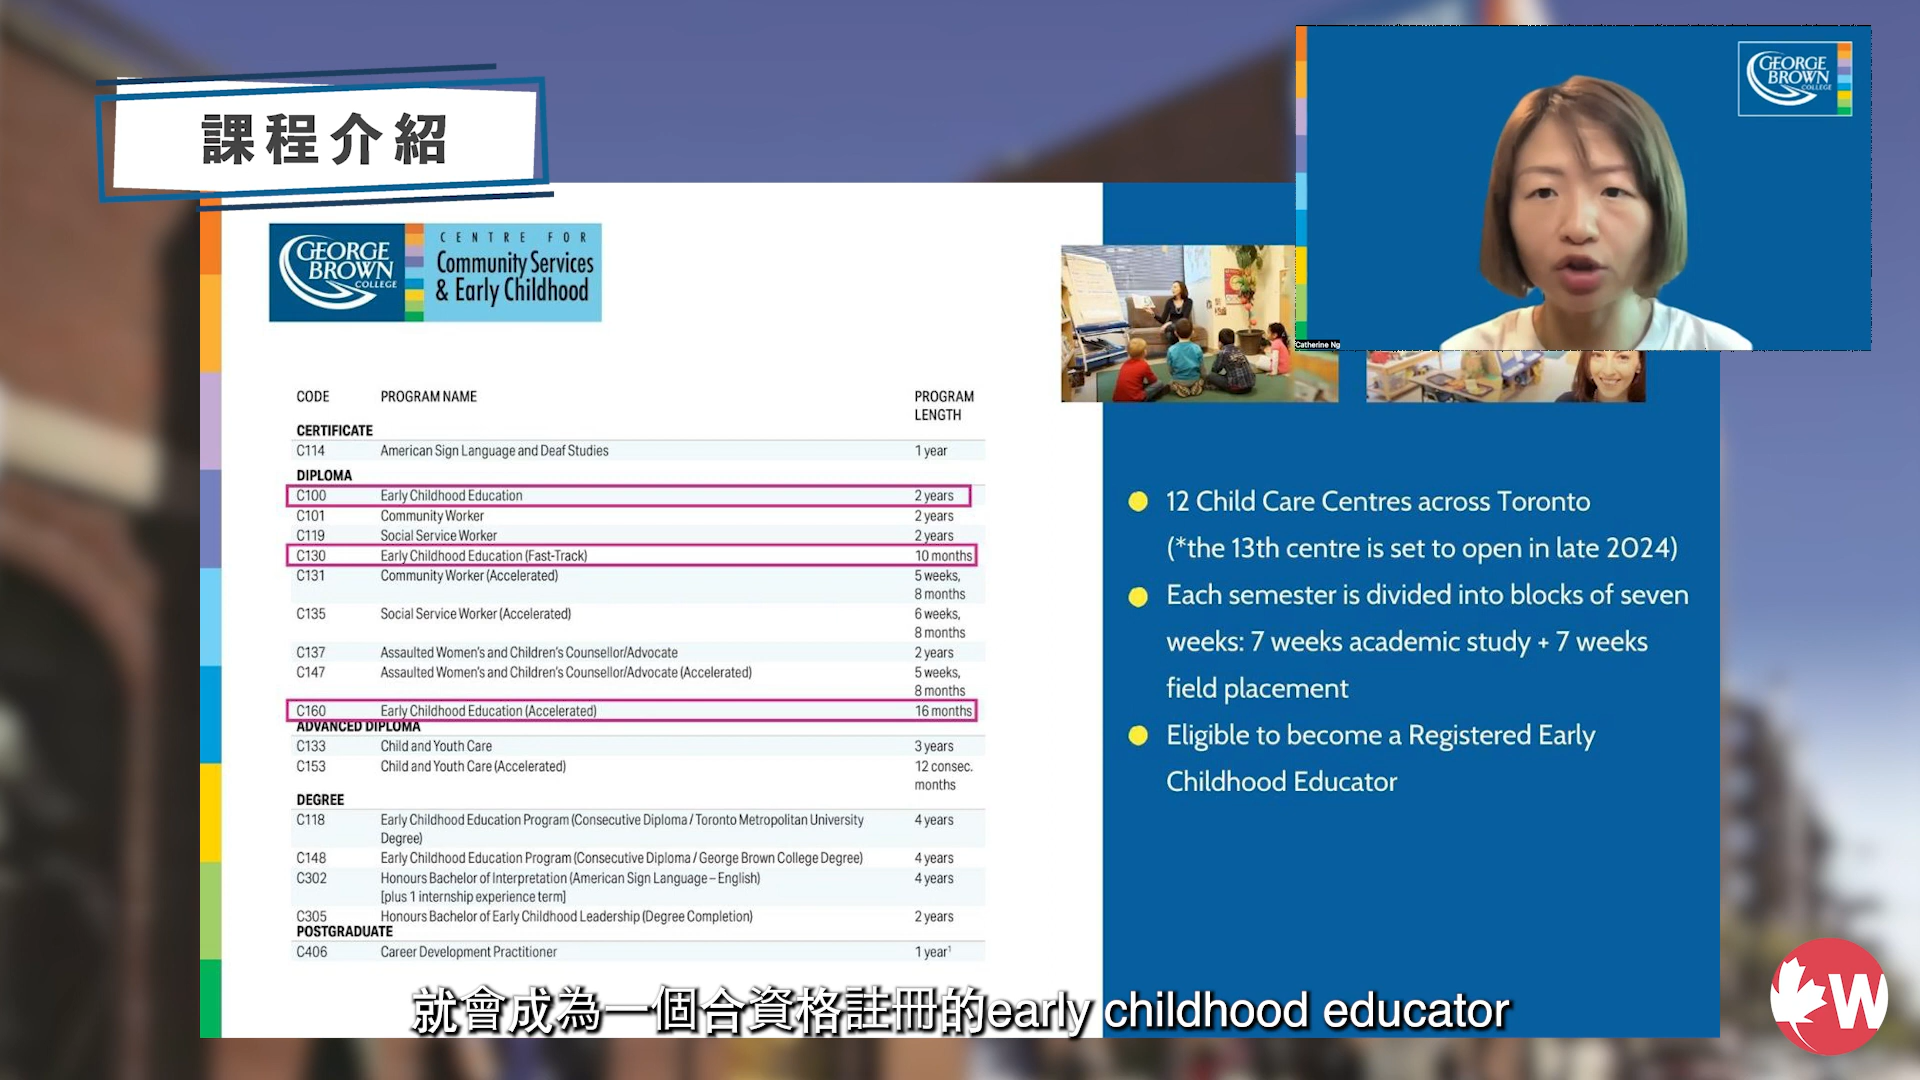 課程介紹
GEORGE
BROWN
COLLEGE
CENTRE FOR
Community Services
& Early Childhood
GEORGE
BROWN
COLLEGE
Catherine Ng
CODE PROGRAM NAME PROGRAM LENGTH
CERTIFICATE
C114 American Sign Language and Deaf Studies 1 year
DIPLOMA
C100 Early Childhood Education 2 years
C101 Community Worker 2 years
C119 Social Service Worker 2 years
C130 Early Childhood Education (Fast-Track) 10 months
C131 Community Worker (Accelerated) 5 weeks,
8 months
C135 Social Service Worker (Accelerated) 6 weeks,
8 months
C137 Assaulted Women's and Children's Counsellor/Advocate 2 years
C147 Assaulted Women's and Children's Counsellor/Advocate (Accelerated) 5 weeks,
8 months
C160 Early Childhood Education (Accelerated) 16 months
ADVANCED DIPLOMA
C133 Child and Youth Care 3 years
C153 Child and Youth Care (Accelerated) 12 consec.
months
DEGREE
C118 Early Childhood Education Program (Consecutive Diploma / Toronto Metropolitan University 4 years
Degree)
C148 Early Childhood Education Program (Consecutive Diploma / George Brown College Degree) 4 years
C302 Honours Bachelor of Interpretation (American Sign Language – English) 4 years
[plus 1 internship experience term]
C305 Honours Bachelor of Early Childhood Leadership (Degree Completion) 2 years
POSTGRADUATE
C406 Career Development Practitioner 1 year¹
12 Child Care Centres across Toronto
(*the 13th centre is set to open in late 2024)
Each semester is divided into blocks of seven
weeks: 7 weeks academic study + 7 weeks
field placement
Eligible to become a Registered Early
Childhood Educator
就會成為一個合資格註冊的early childhood educator
W